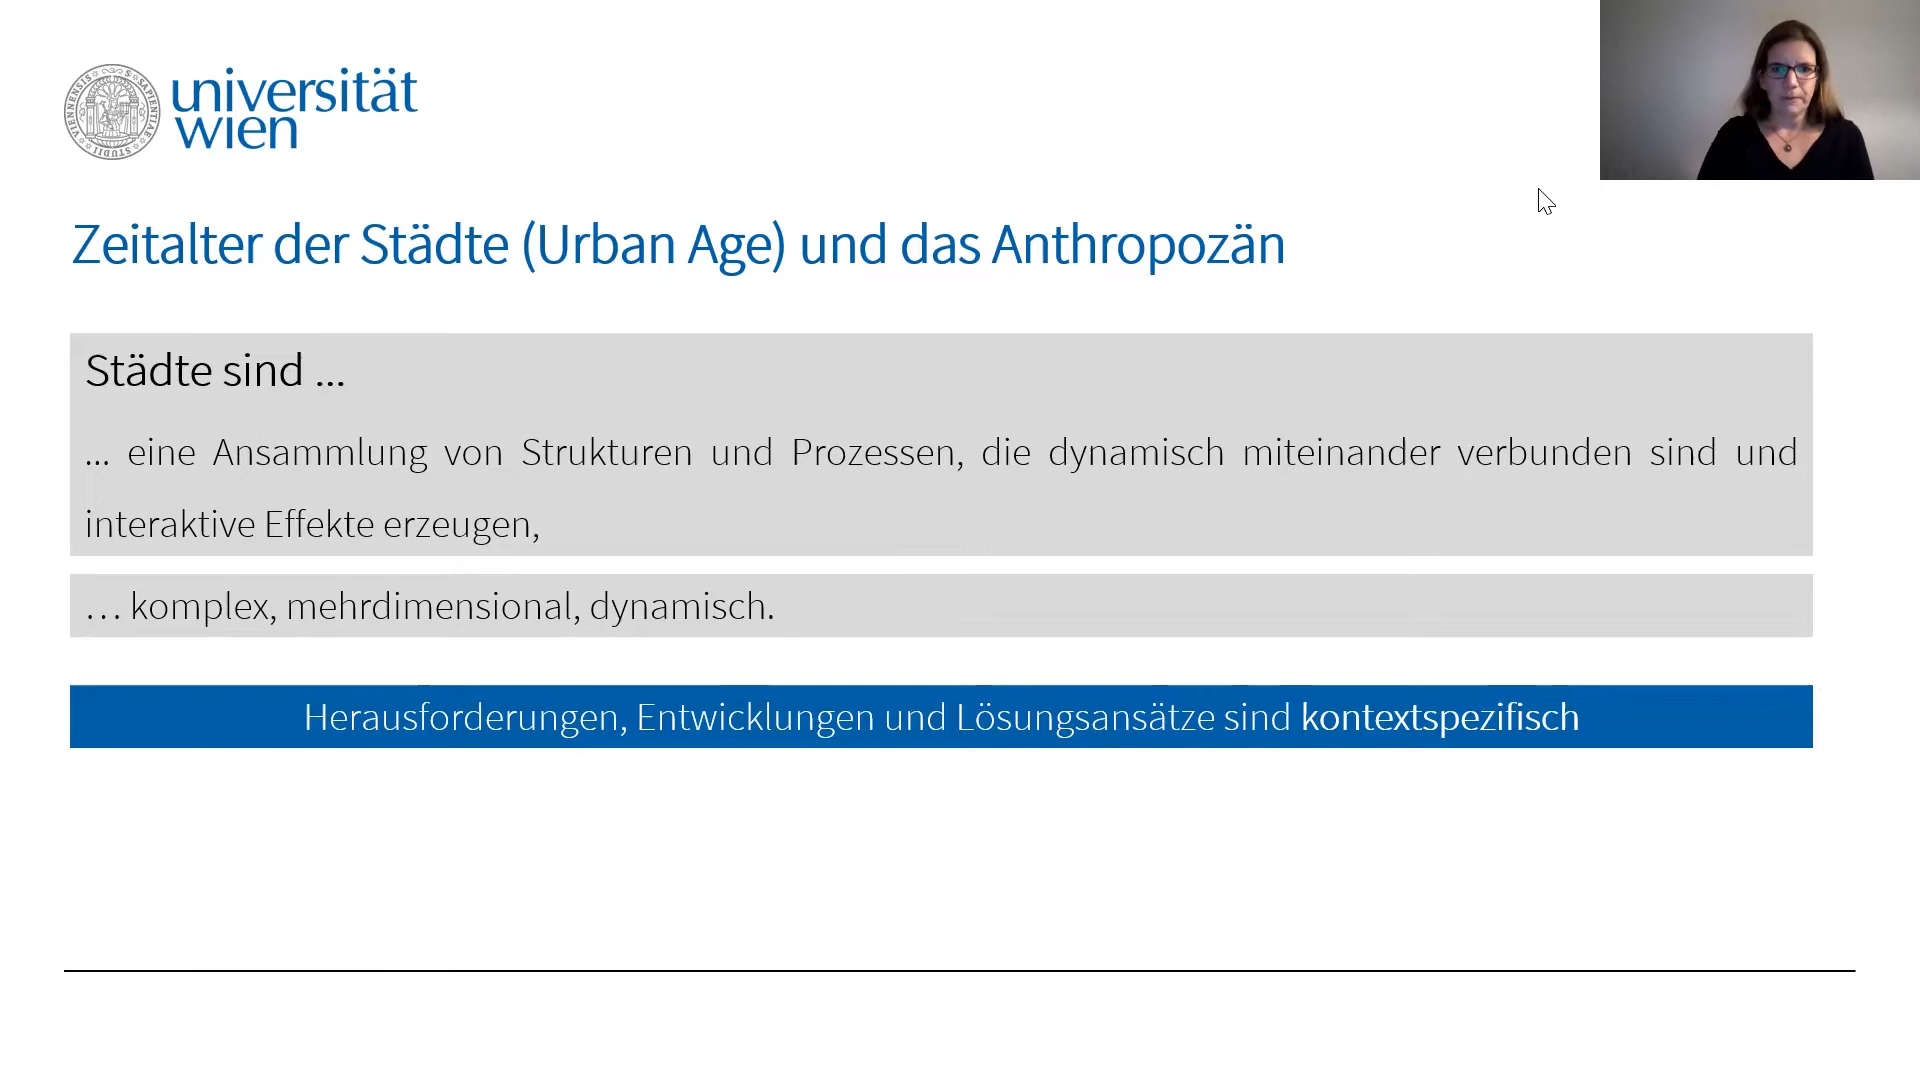 universität
wien
Zeitalter der Städte (Urban Age) und das Anthropozän
Städte sind ...
... eine Ansammlung von Strukturen und Prozessen, die dynamisch miteinander verbunden sind und
interaktive Effekte erzeugen,
… komplex, mehrdimensional, dynamisch.
Herausforderungen, Entwicklungen und Lösungsansätze sind kontextspezifisch